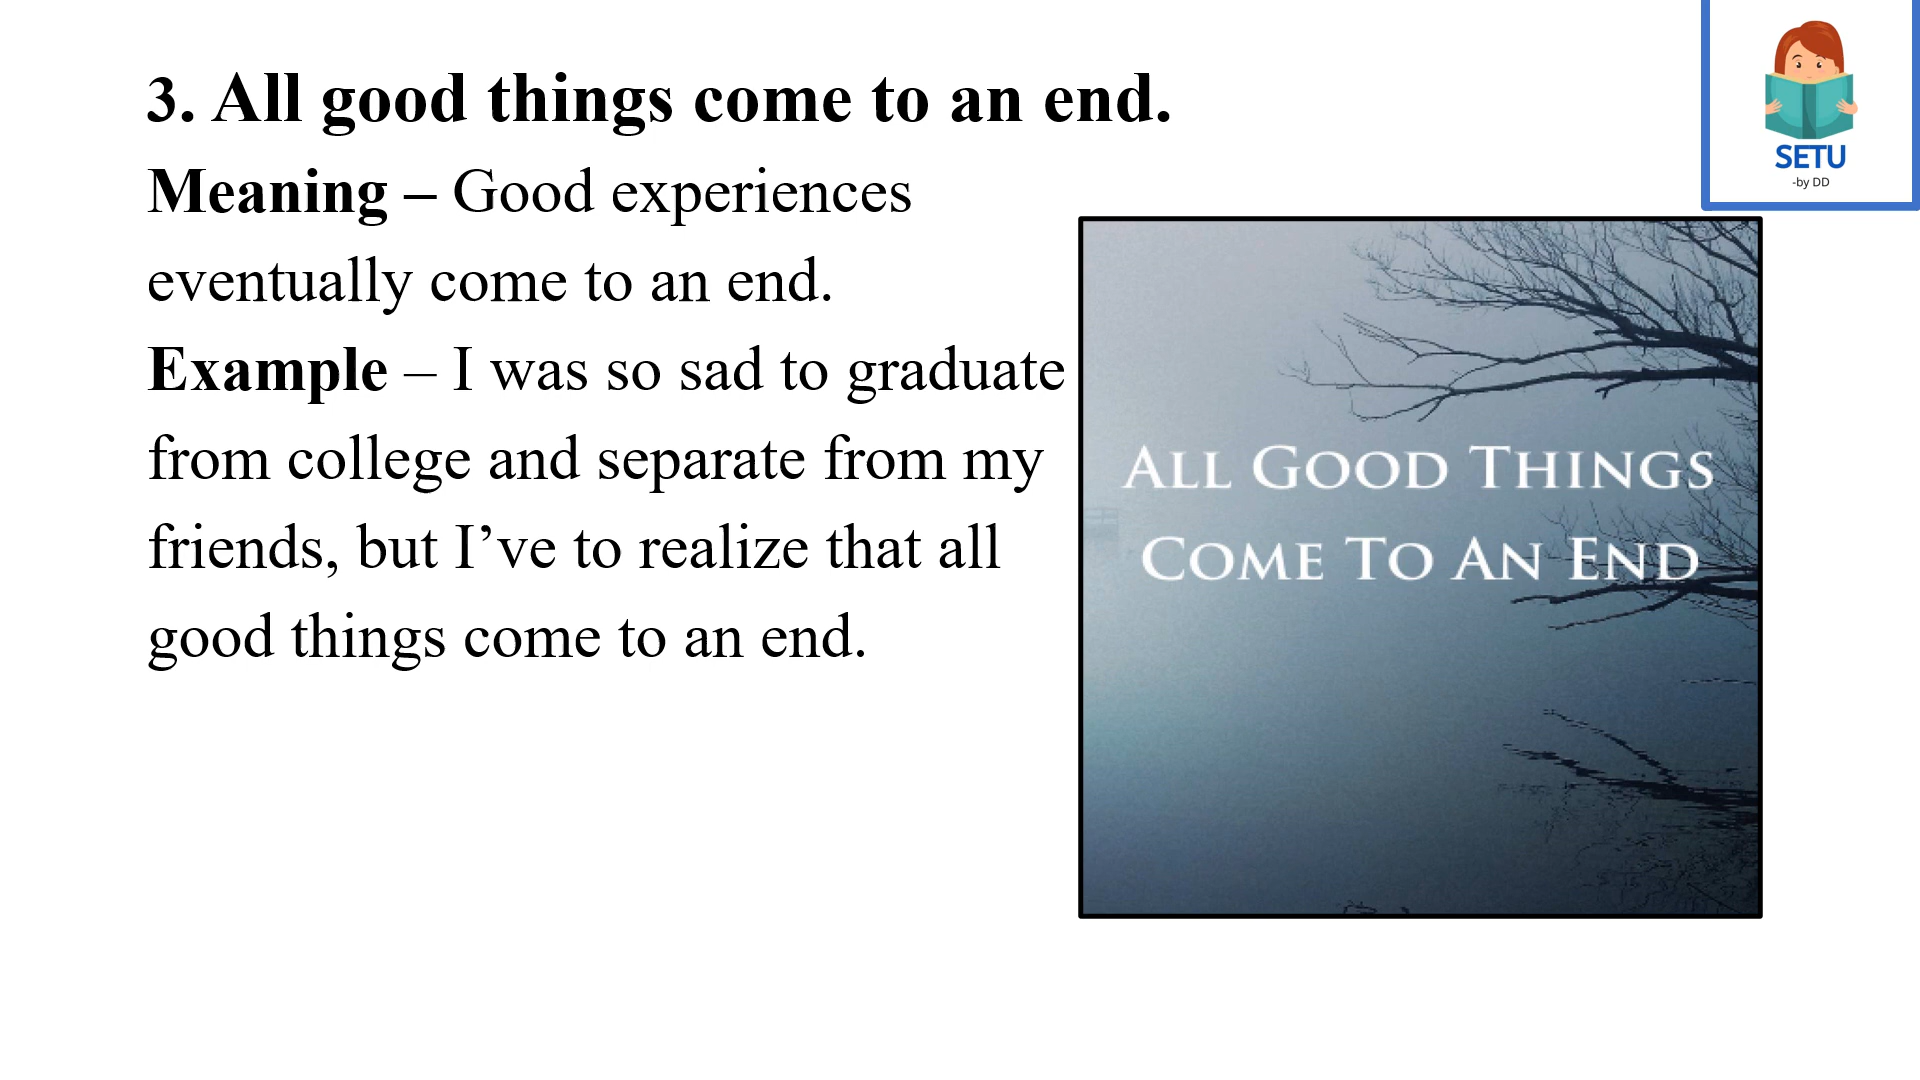 3. All good things come to an end.
Meaning – Good experiences
eventually come to an end.
Example – I was so sad to graduate
from college and separate from my
friends, but I’ve to realize that all
good things come to an end.
SETU
-by DD
ALL GOOD THINGS
COME TO AN END